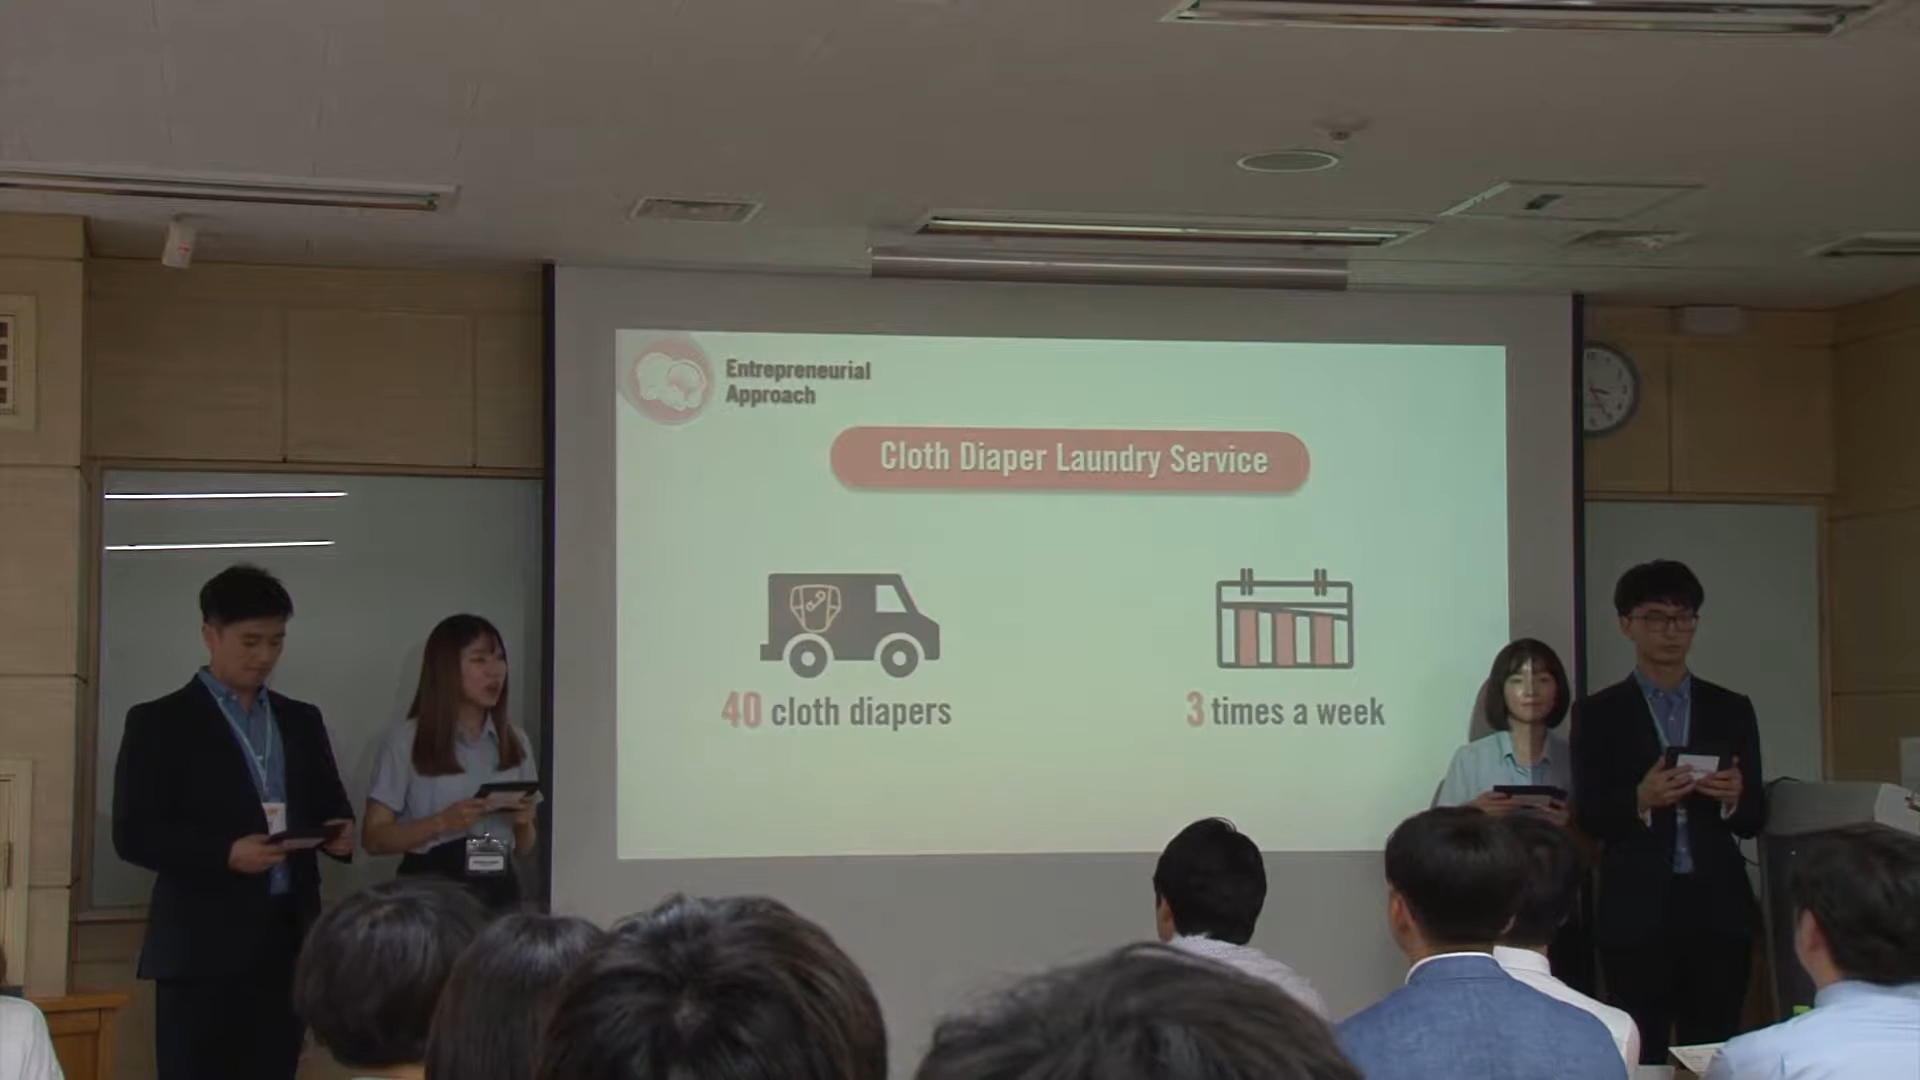 Entrepreneurial
Approach
Cloth Diaper Laundry Service
40 cloth diapers
3 times a week